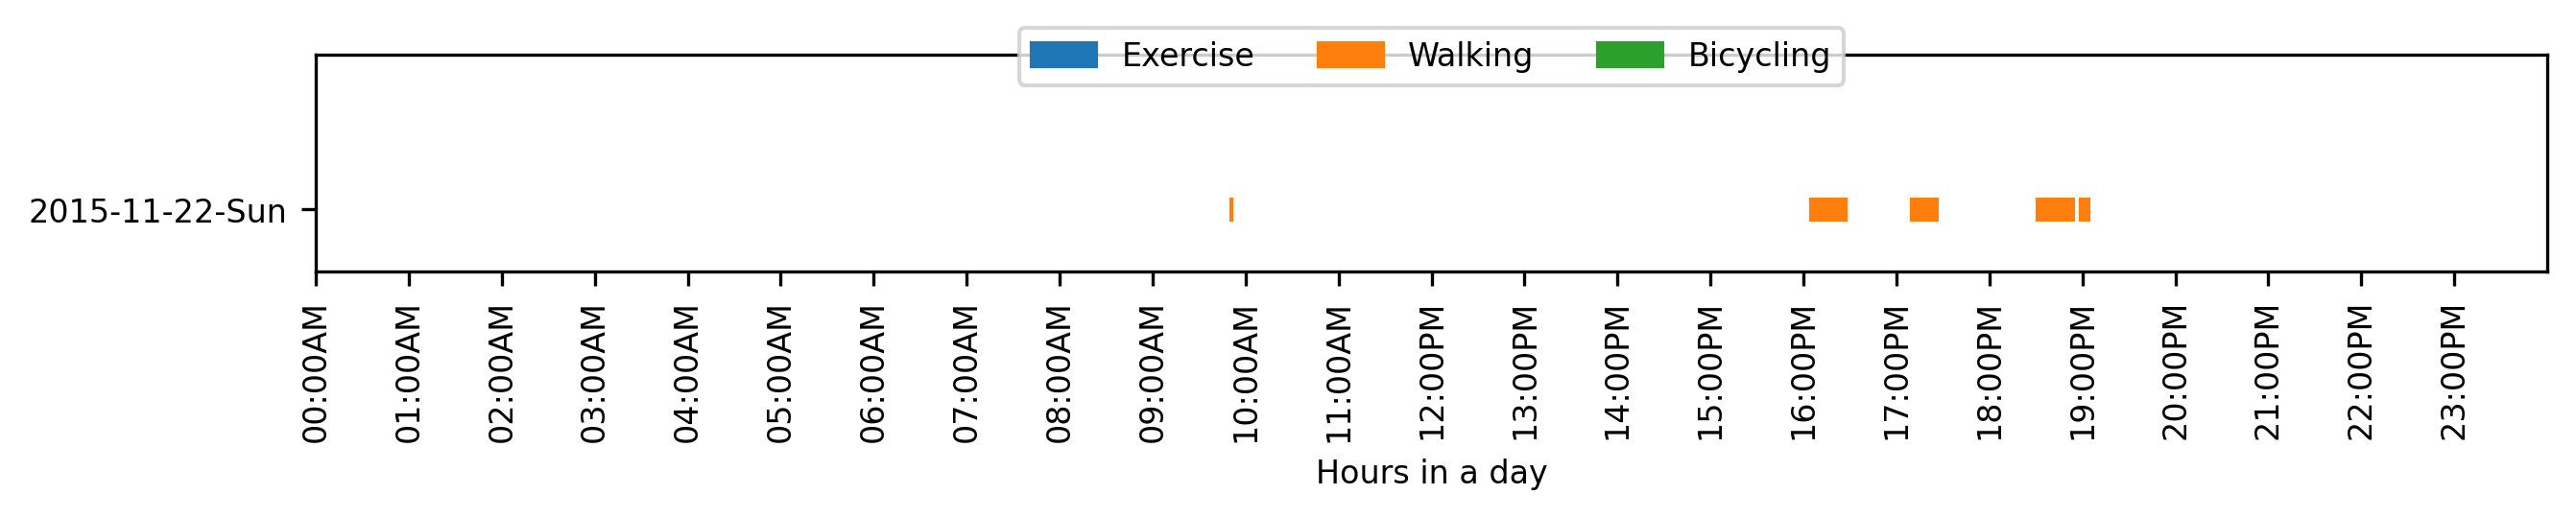 Exercise Walking Bicycling
2015-11-22-Sun
00:00AM 01:00AM 02:00AM 03:00AM 04:00AM 05:00AM 06:00AM 07:00AM 08:00AM 09:00AM 10:00AM 11:00AM 12:00PM 13:00PM 14:00PM 15:00PM 16:00PM 17:00PM 18:00PM 19:00PM 20:00PM 21:00PM 22:00PM 23:00PM
Hours in a day